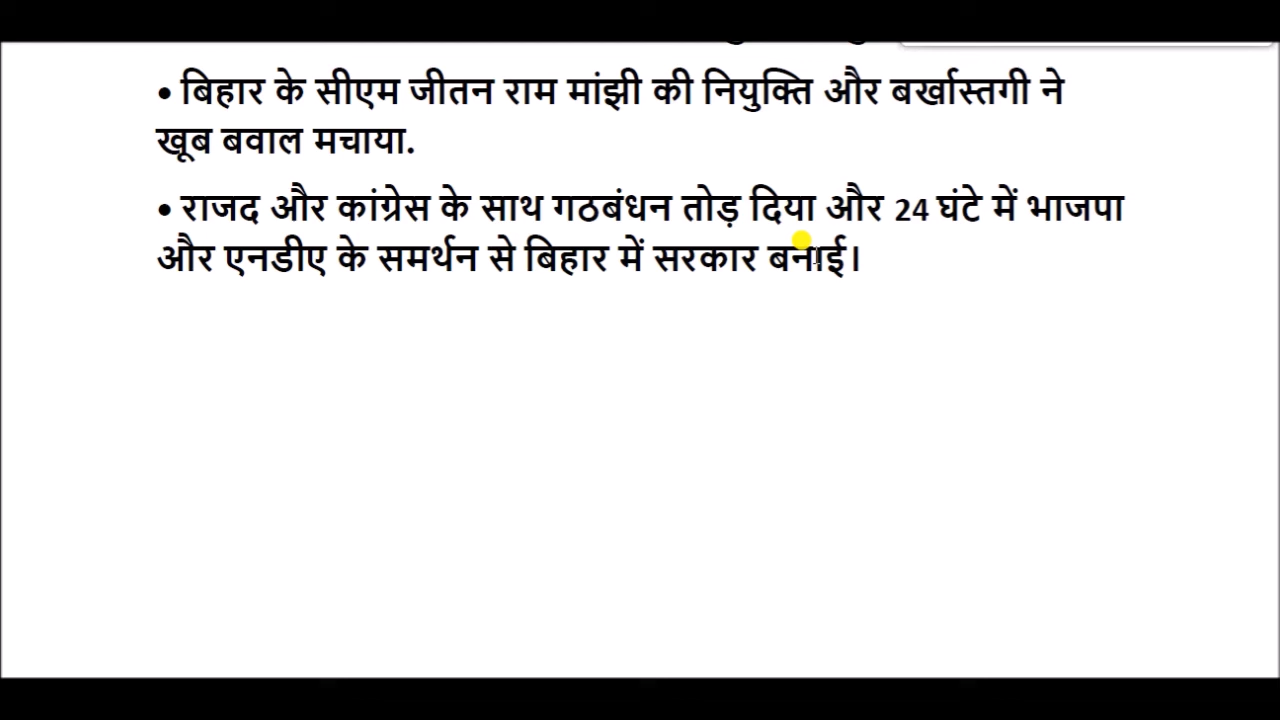 • बिहार के सीएम जीतन राम मांझी की नियुक्ति और बर्खास्तगी ने
खूब बवाल मचाया.
• राजद और कांग्रेस के साथ गठबंधन तोड़ दिया और 24 घंटे में भाजपा
और एनडीए के समर्थन से बिहार में सरकार बनाई।